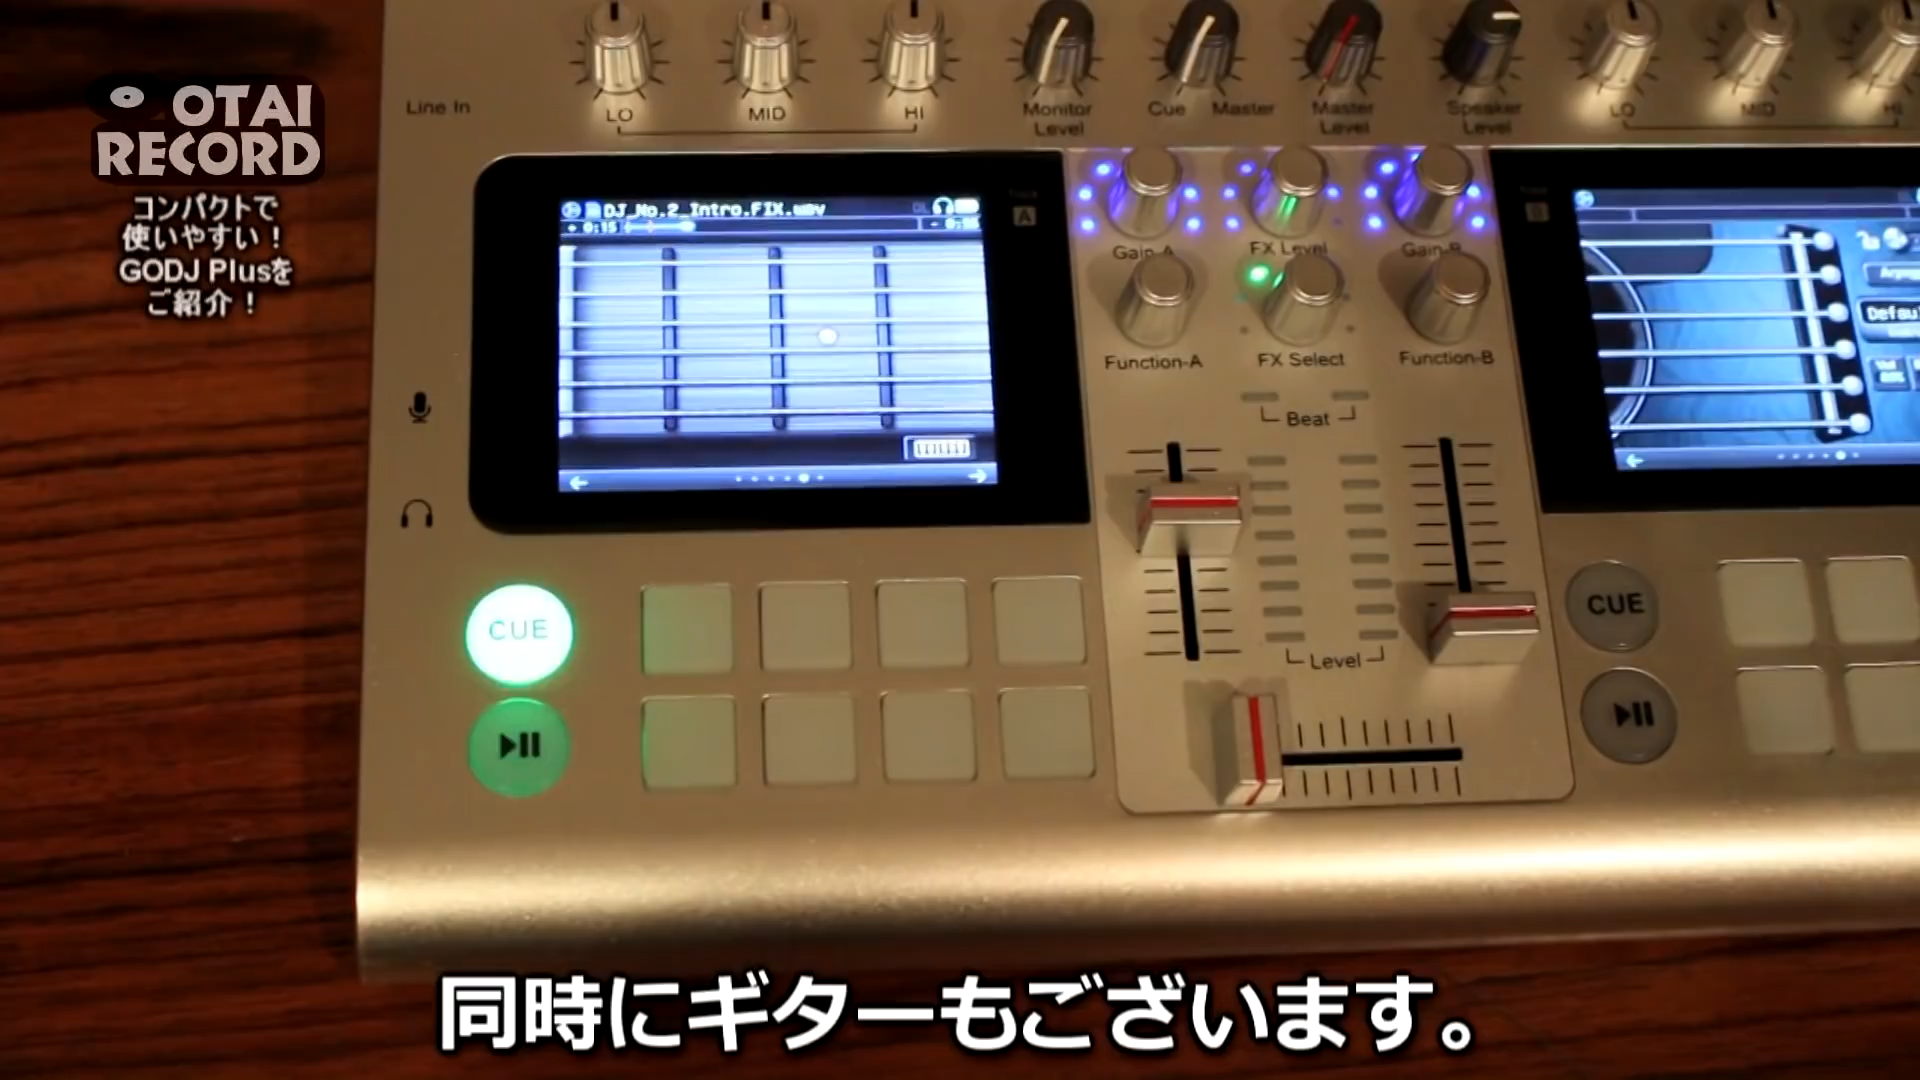 OTAI
RECORD
コンパクトで
使いやすい！
GODJ Plusを
ご紹介！
Line In
LO
MID
HI
Monitor
Level
Cue
Master
Master
Level
Speaker
Level
LO
MID
HI
DJ_No.2_Intro.FIX.wav
0:15
A
Gain-A
FX Level
Gain-B
Function-A
FX Select
Function-B
Beat
Level
CUE
CUE
同時にギターもございます。